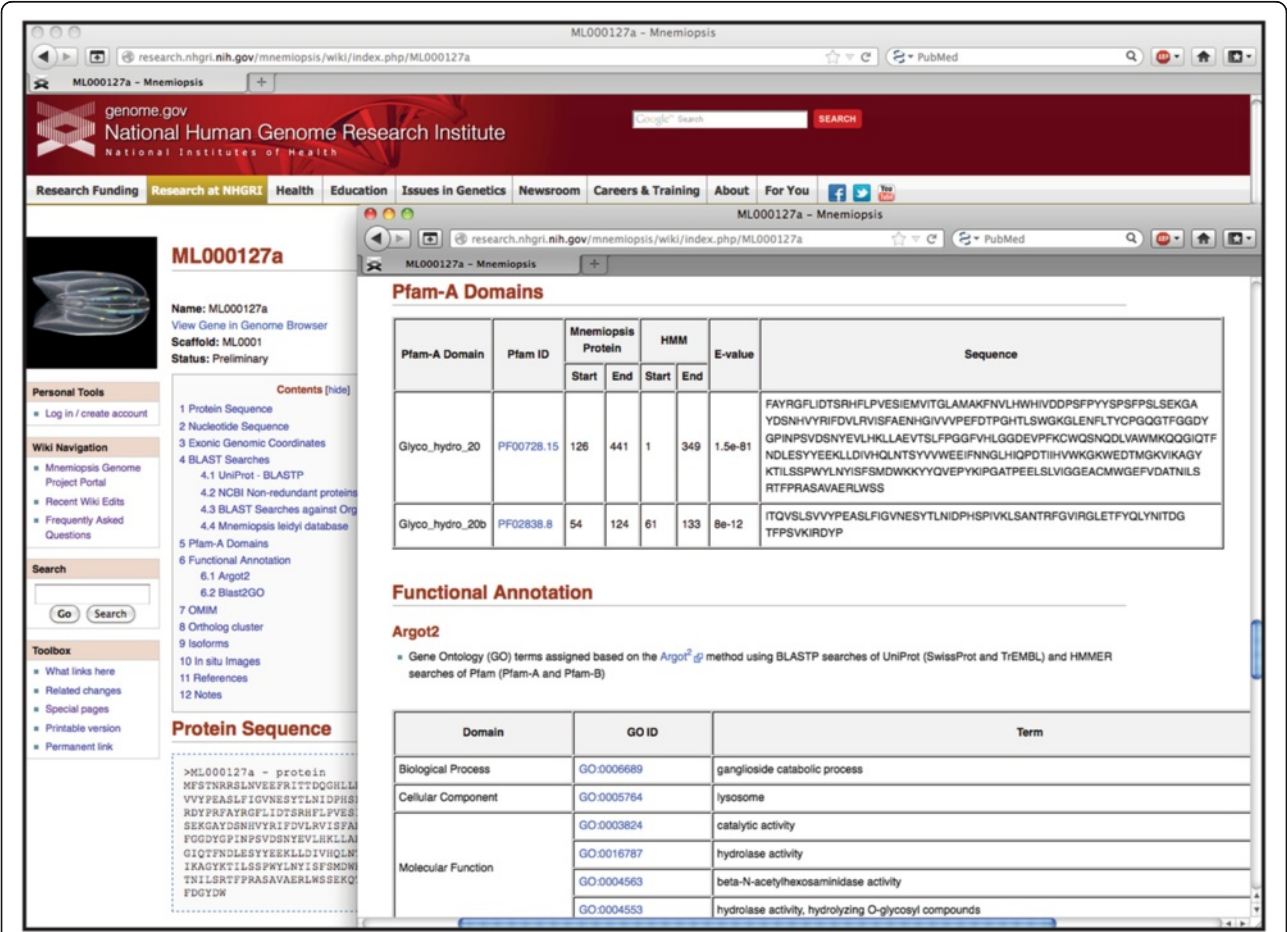 ML000127a – Mnemiopsis
research.nhgri.nih.gov/mnemiopsis/wiki/index.php/ML000127a
PubMed
ML000127a – Mnemiopsis
genome.gov
National Human Genome Research Institute
National Institutes of Health
Google™ Search
SEARCH
Research Funding Research at NHGRI Health Education Issues in Genetics Newsroom Careers & Training About For You
You Tube
ML000127a
Name: ML000127a
View Gene in Genome Browser
Scaffold: ML0001
Status: Preliminary
Personal Tools
Log in / create account
Wiki Navigation
Mnemiopsis Genome
Project Portal
Recent Wiki Edits
Frequently Asked
Questions
Search
Go Search
Toolbox
What links here
Related changes
Special pages
Printable version
Permanent link
Contents [hide]
1 Protein Sequence
2 Nucleotide Sequence
3 Exonic Genomic Coordinates
4 BLAST Searches
4.1 UniProt - BLASTP
4.2 NCBI Non-redundant proteins
4.3 BLAST Searches against Org
4.4 Mnemiopsis leidyi database
5 Pfam-A Domains
6 Functional Annotation
6.1 Argot2
6.2 Blast2GO
7 OMIM
8 Ortholog cluster
9 Isoforms
10 In situ Images
11 References
12 Notes
Protein Sequence
>ML000127a – protein
MFSTNRRSLNVEEFRITTDQGHLLI
VVYPEASLFIGVNESYTLNIDPHS
RDYPRFAYRGFLIDTSRHFLPVES
SEKGAYDSNHVYRIFDVLRVISFA
FGGDYGPINPSVDSNYEVLHKLLA
GIQTFNDLESYYEEKLLDIVHQLN
IKAGYKTILSSPWYLNYISFSMDW
TNILSRTFPRASAVAERLWSSEKQ
FDGYDW
ML000127a – Mnemiopsis
research.nhgri.nih.gov/mnemiopsis/wiki/index.php/ML000127a
PubMed
ML000127a – Mnemiopsis
Pfam-A Domains
Pfam-A Domain Pfam ID Mnemiopsis Protein HMM E-value Sequence
Start End Start End
Glyco_hydro_20 PF00728.15 126 441 1 349 1.5e-81
FAYRGFLIDTSRHFLPVESIEMVITGLAMAKFNVLHWHIVDDPSFPYYSPSFPSLSEKGA
YDSNHVYRIFDVLRVISFAENHGIVVVPEFDTPGHTLSWGKGLENFLTYCPGQGTFGGDY
GPINPSVDSNYEVLHKLLAEVTSLFPGGFVHLGGDEVPFKCWQSNQDLVAWMKQQGIQTF
NDLESYYEEKLLDIVHQLNTSYVVWEEIFNNGLHIQPDTIIHVWKGKWEDTMGKVIKAGY
KTILSSPWYLNYISFSMDWKKYYQVEPYKIPGATPEELSLVIGGEACMWGEFVDATNILS
RTFPRASAVAERLWSS
Glyco_hydro_20b PF02838.8 54 124 61 133 8e-12
ITQVSLSVVYPEASLFIGVNESYTLNIDPHSPIVKLSANTRFGVIRGLETFYQLYNITDG
TFPSVKIRDYP
Functional Annotation
Argot2
Gene Ontology (GO) terms assigned based on the Argot2 method using BLASTP searches of UniProt (SwissProt and TrEMBL) and HMMER
searches of Pfam (Pfam-A and Pfam-B)
Domain GO ID Term
Biological Process GO:0006689 ganglioside catabolic process
Cellular Component GO:0005764 lysosome
Molecular Function
GO:0003824 catalytic activity
GO:0016787 hydrolase activity
GO:0004563 beta-N-acetylhexosaminidase activity
GO:0004553 hydrolase activity, hydrolyzing O-glycosyl compounds